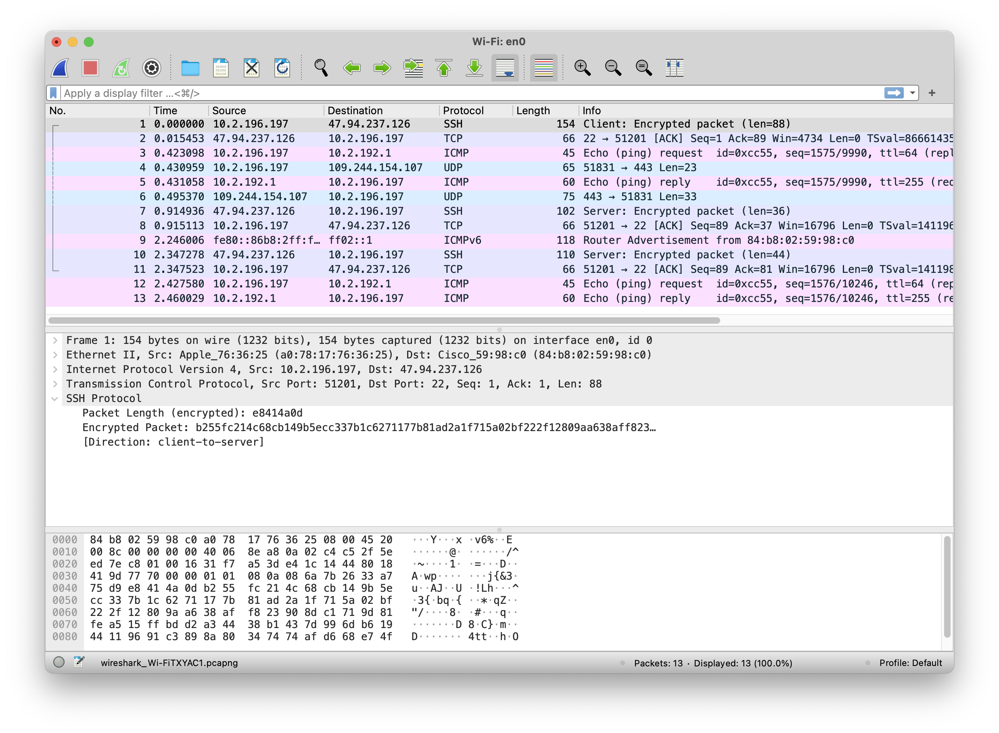 Wi-Fi: en0
Apply a display filter ...<⌘/>
No. Time Source Destination Protocol Length Info
1 0.000000 10.2.196.197 47.94.237.126 SSH 154 Client: Encrypted packet (len=88)
2 0.015453 47.94.237.126 10.2.196.197 TCP 66 22 → 51201 [ACK] Seq=1 Ack=89 Win=4734 Len=0 TSval=86661435
3 0.423098 10.2.196.197 10.2.192.1 ICMP 45 Echo (ping) request id=0xcc55, seq=1575/9990, ttl=64 (repl
4 0.430959 10.2.196.197 109.244.154.107 UDP 65 51831 → 443 Len=23
5 0.431058 10.2.192.1 10.2.196.197 ICMP 60 Echo (ping) reply id=0xcc55, seq=1575/9990, ttl=255 (req
6 0.495370 109.244.154.107 10.2.196.197 UDP 75 443 → 51831 Len=33
7 0.914936 47.94.237.126 10.2.196.197 SSH 102 Server: Encrypted packet (len=36)
8 0.915113 10.2.196.197 47.94.237.126 TCP 66 51201 → 22 [ACK] Seq=89 Ack=37 Win=16796 Len=0 TSval=141196
9 2.246006 fe80::86b8:2ff:f… ff02::1 ICMPv6 118 Router Advertisement from 84:b8:02:59:98:c0
10 2.347278 47.94.237.126 10.2.196.197 SSH 110 Server: Encrypted packet (len=44)
11 2.347523 10.2.196.197 47.94.237.126 TCP 66 51201 → 22 [ACK] Seq=89 Ack=81 Win=16796 Len=0 TSval=141198
12 2.427580 10.2.196.197 10.2.192.1 ICMP 45 Echo (ping) request id=0xcc55, seq=1576/10246, ttl=64 (rep
13 2.460029 10.2.192.1 10.2.196.197 ICMP 60 Echo (ping) reply id=0xcc55, seq=1576/10246, ttl=255 (re
Frame 1: 154 bytes on wire (1232 bits), 154 bytes captured (1232 bits) on interface en0, id 0
Ethernet II, Src: Apple_76:36:25 (a0:78:17:76:36:25), Dst: Cisco_59:98:c0 (84:b8:02:59:98:c0)
Internet Protocol Version 4, Src: 10.2.196.197, Dst: 47.94.237.126
Transmission Control Protocol, Src Port: 51201, Dst Port: 22, Seq: 1, Ack: 1, Len: 88
SSH Protocol
Packet Length (encrypted): e8414a0d
Encrypted Packet: b255fc214c68cb149b5ecc337b1c6271177b81ad2a1f715a02bf222f12809aa638aff823…
[Direction: client-to-server]
0000 84 b8 02 59 98 c0 a0 78 17 76 36 25 08 00 45 20 ···Y···x ·v6%··E
0010 00 8c 00 00 00 00 40 06 8e a8 0a 02 c4 c5 2f 5e ······@· ······/^
0020 ed 7e c8 01 00 16 31 f7 a5 3d e4 1c 14 44 80 18 ·~····1· ·=···D··
0030 41 9d 77 70 00 00 01 01 08 0a 08 6a 7b 26 33 a7 A·wp···· ···j{&3·
0040 75 d9 e8 41 4a 0d b2 55 fc 21 4c 68 cb 14 9b 5e u··AJ··U ·!Lh···^
0050 cc 33 7b 1c 62 71 17 7b 81 ad 2a 1f 71 5a 02 bf ·3{·bq·{ ··*·qZ··
0060 22 2f 12 80 9a a6 38 af f8 23 90 8d c1 71 9d 81 "/····8· ·#···q··
0070 fe a5 15 ff bd d2 a3 44 38 b1 43 7d 99 6d b6 19 ·······D 8·C}·m··
0080 44 11 96 91 c3 89 8a 80 34 74 74 af d6 68 e7 4f D······· 4tt··h·O
wireshark_Wi-FiTXYAC1.pcapng Packets: 13 · Displayed: 13 (100.0%) Profile: Default